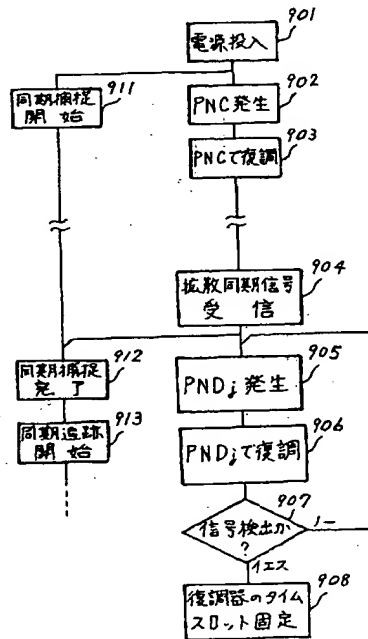 901
電源投入
902
PNC発生
911
同期捕捉
開始
903
PNCで復調
904
拡散同期信号
受信
912
同期捕捉
完了
905
PNDj発生
913
同期追跡
開始
906
PNDjで復調
907
信号検出か
?
ノー
イエス
908
復調器のタイム
スロット固定